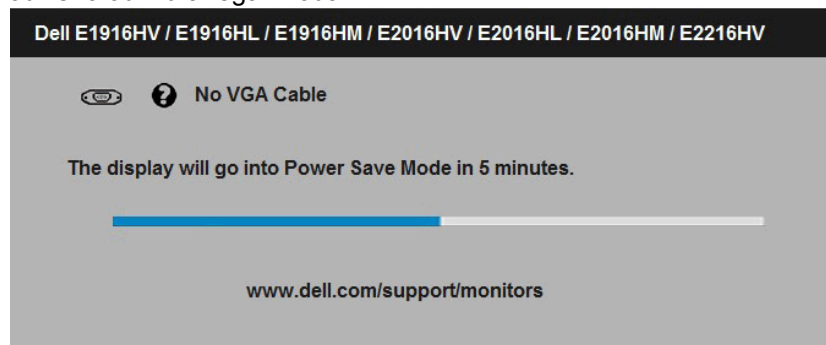 Dell E1916HV / E1916HL / E1916HM / E2016HV / E2016HL / E2016HM / E2216HV
No VGA Cable
The display will go into Power Save Mode in 5 minutes.
www.dell.com/support/monitors